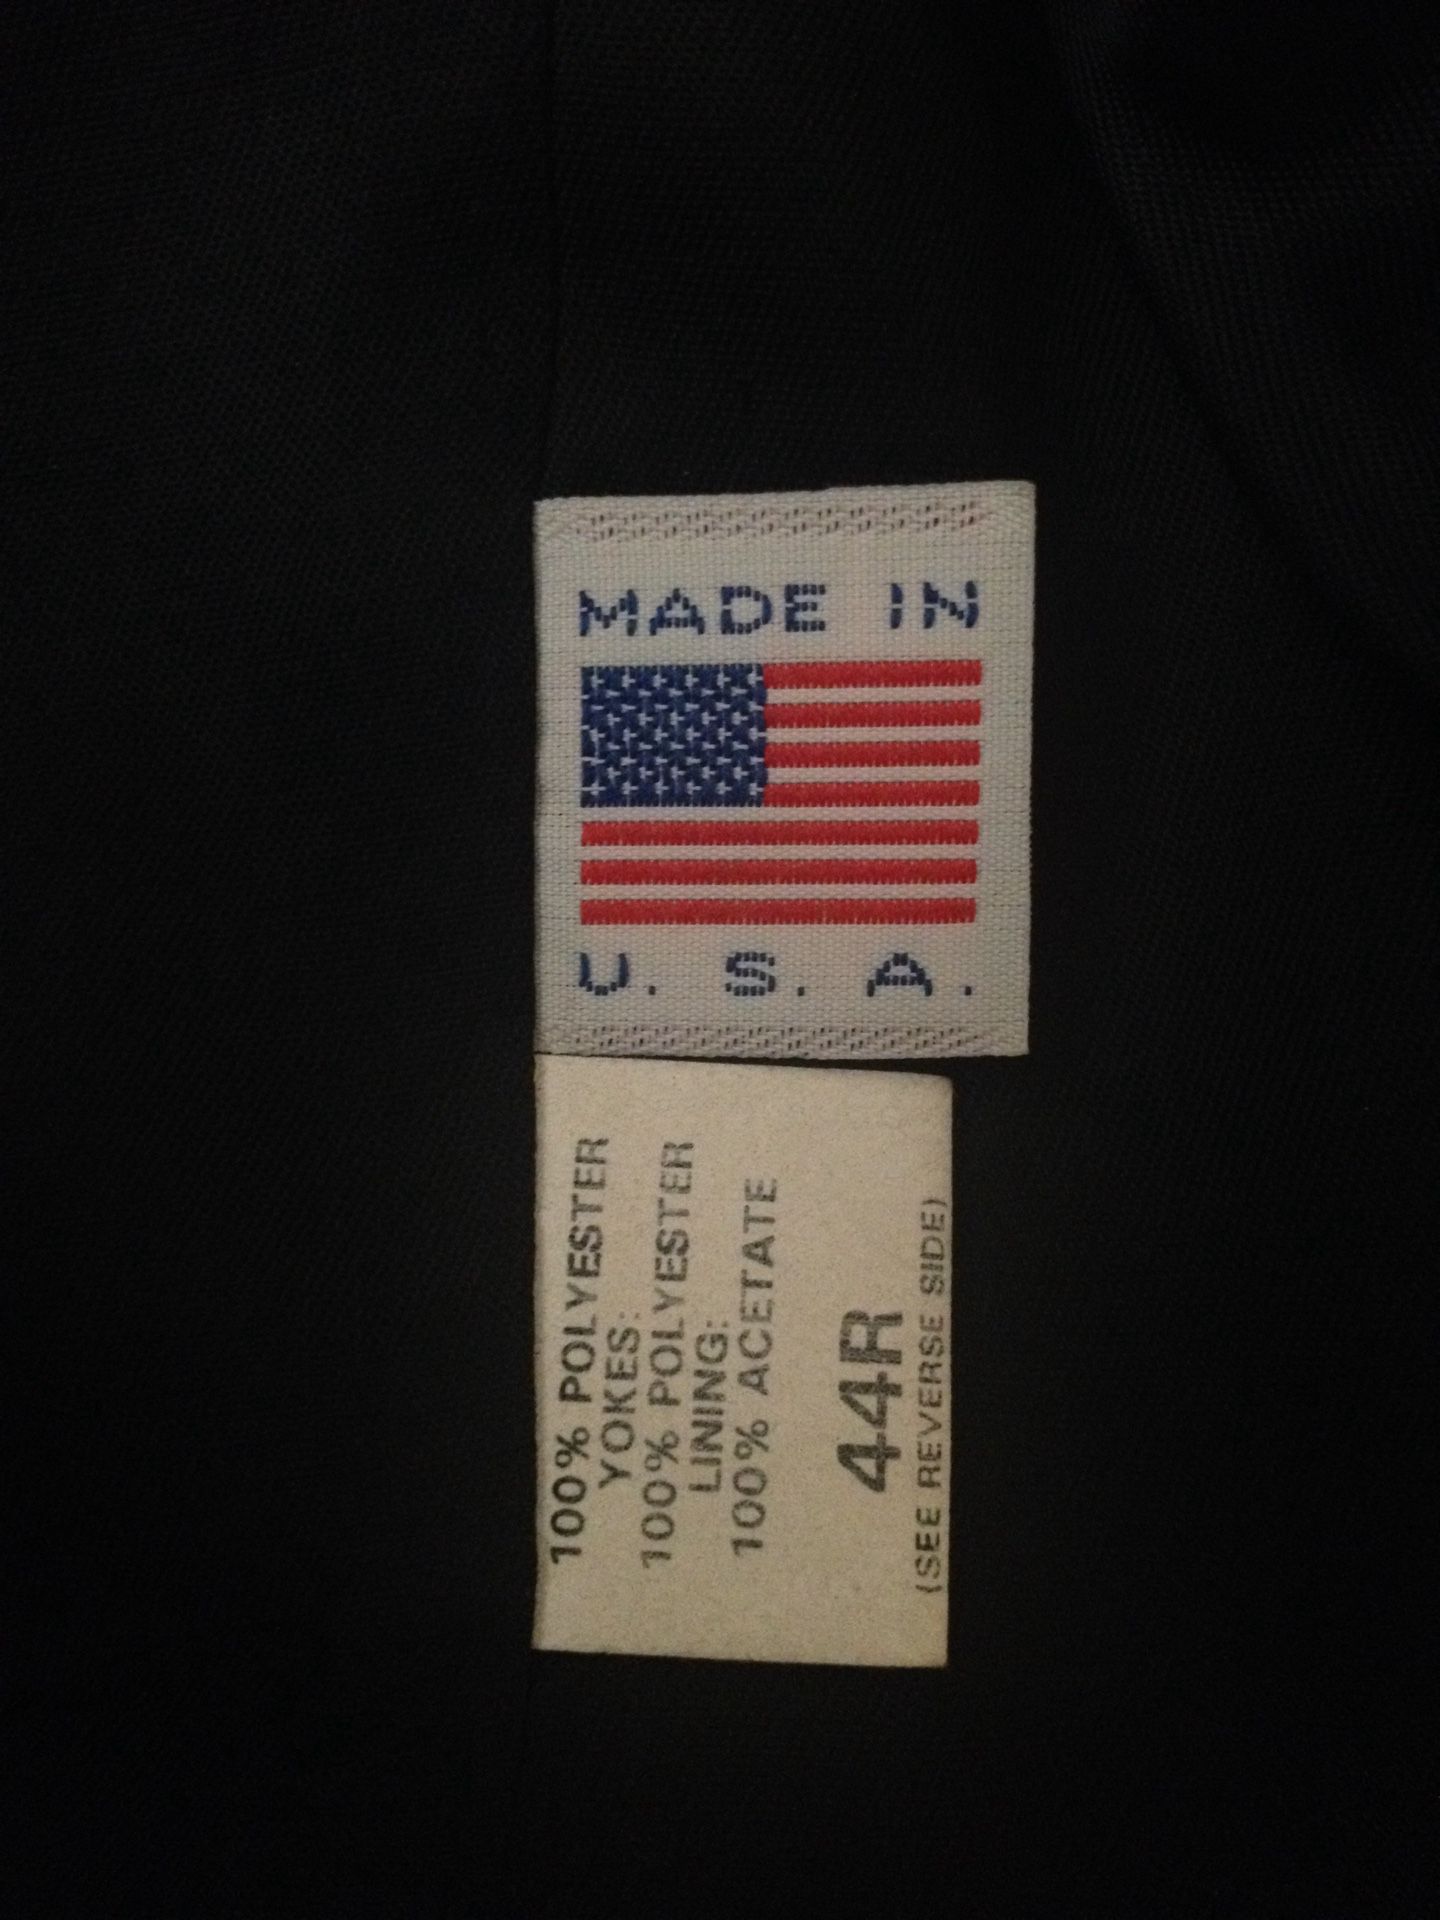 MADE IN
U. S. A.
100% POLYESTER
YOKES:
100% POLYESTER
LINING:
100% ACETATE
44R
(SEE REVERSE SIDE)